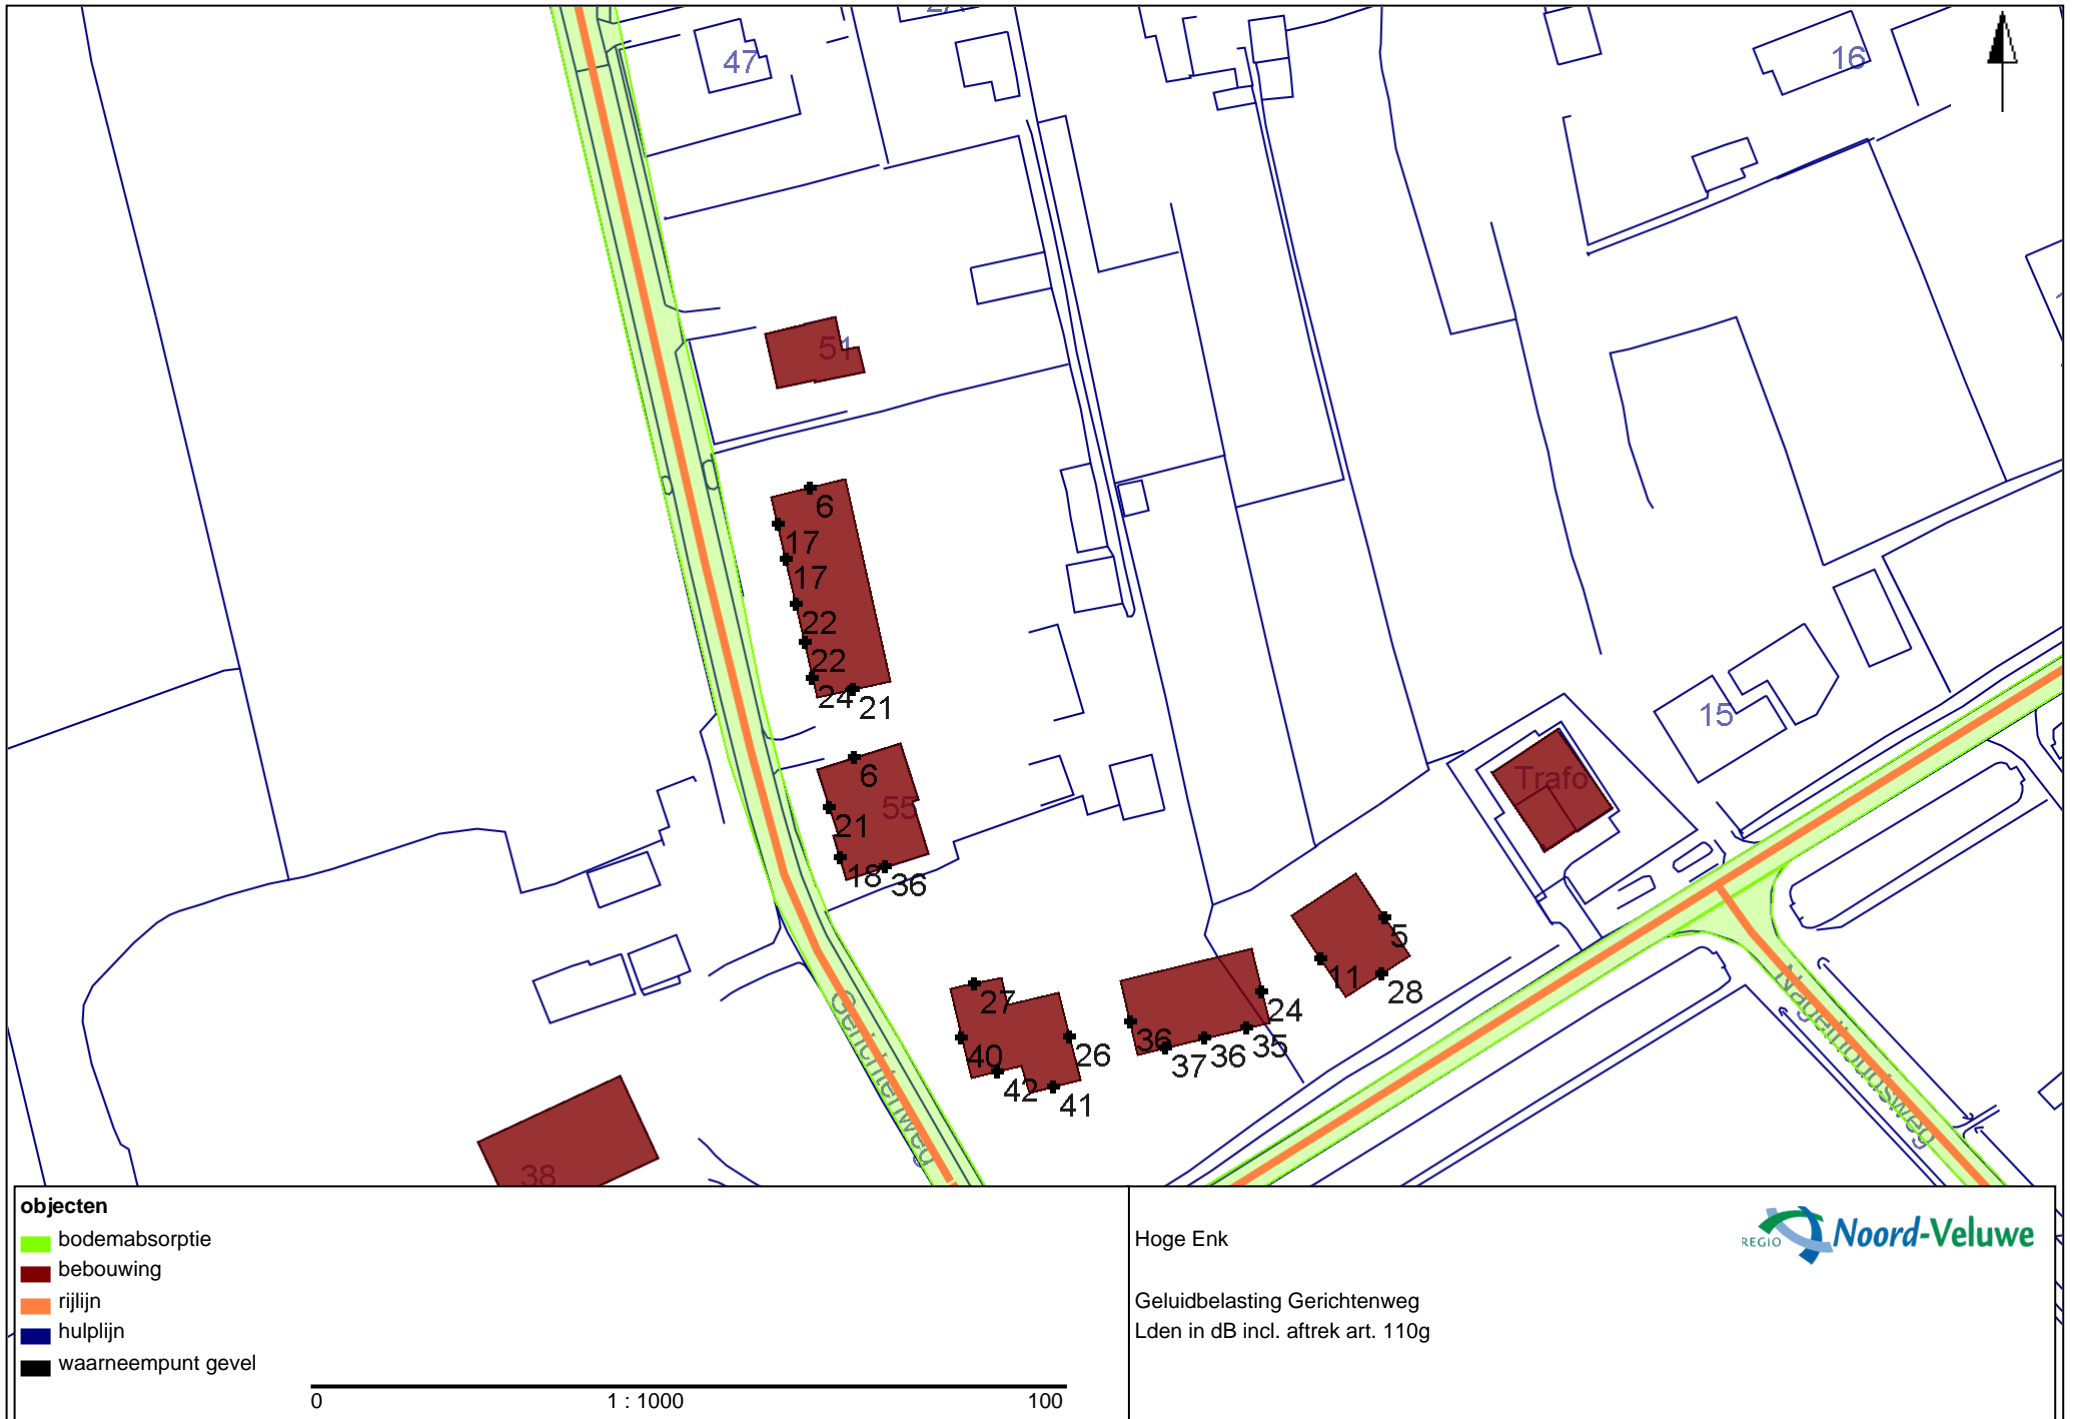 47
16
51
6
17
17
22
22
24
21
6
55
21
18
36
15
Trafo
5
11
28
27
40
42
26
41
36
37
36
35
24
38
Gerichtenweg
Nagelhoutsweg
objecten
bodemabsorptie
bebouwing
rijlijn
hulplijn
waarneempunt gevel
0
1 : 1000
100
Hoge Enk
Geluidbelasting Gerichtenweg
Lden in dB incl. aftrek art. 110g
REGIO Noord-Veluwe